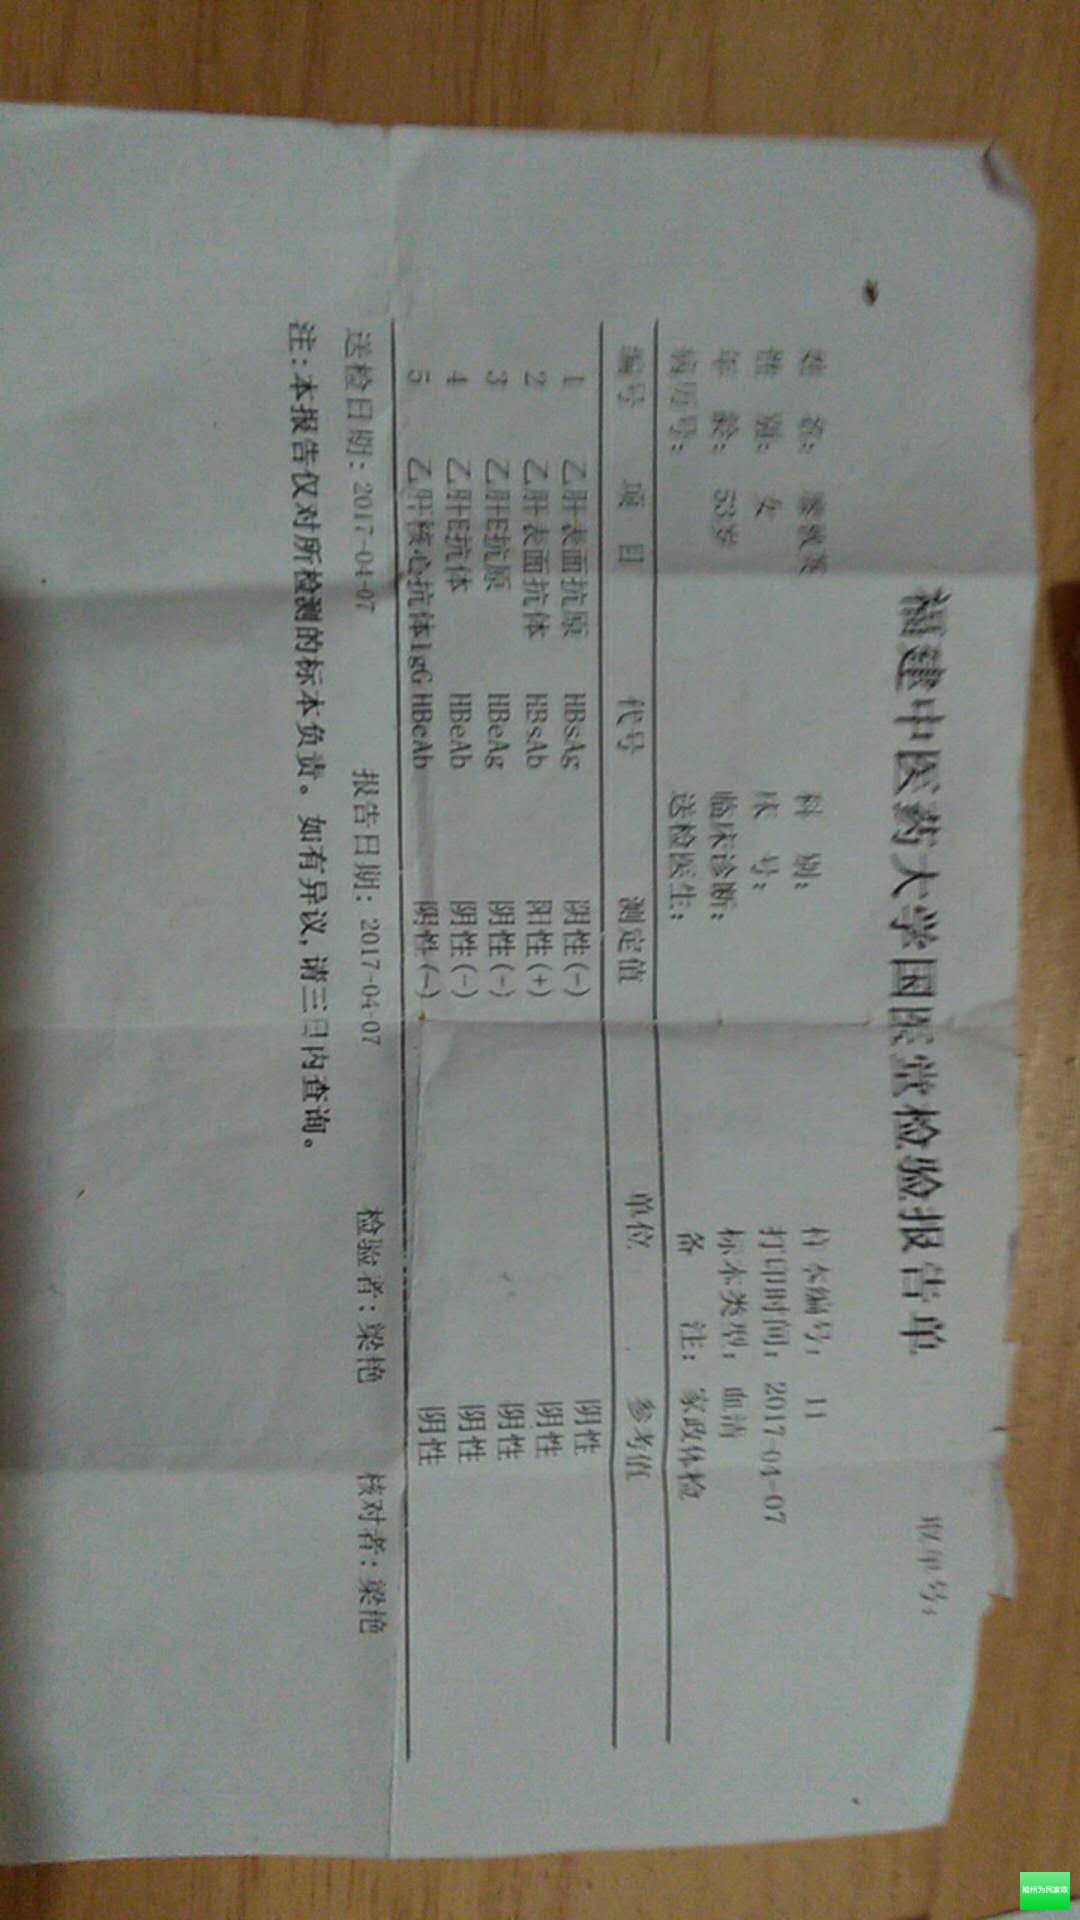 福建中医药大学国医堂检验报告单
取单号:
姓 名: 科 别: 样本编号: 11
性 别: 女 床 号: 打印时间: 2017-04-07
年 龄: 53岁 临床诊断: 标本类型: 血清
病历号: 送检医生: 备 注: 家政体检
编号 项 目 代号 测定值 单位 参考值
1 乙肝表面抗原 HBsAg 阴性(-) 阴性
2 乙肝表面抗体 HBsAb 阳性(+) 阴性
3 乙肝E抗原 HBeAg 阴性(-) 阴性
4 乙肝E抗体 HBeAb 阴性(-) 阴性
5 乙肝核心抗体IgG HBcAb 阴性(-) 阴性
送检日期: 2017-04-07 报告日期: 2017-04-07 检验者: 梁艳 核对者: 梁艳
注:本报告仅对所检测的标本负责。如有异议,请三日内查询。
福州为民家政